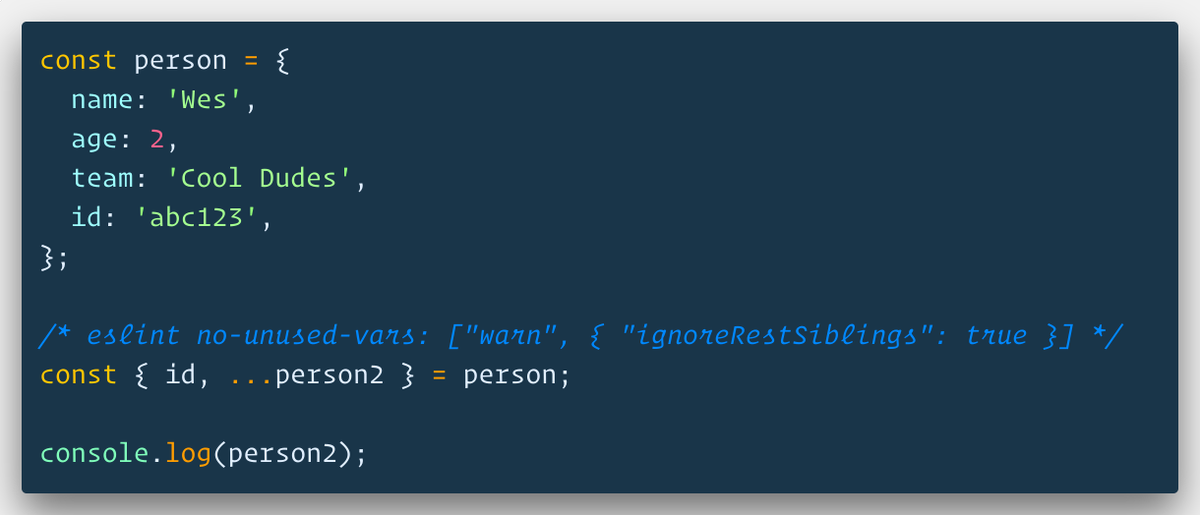 const person = {
  name: 'Wes',
  age: 2,
  team: 'Cool Dudes',
  id: 'abc123',
};

/* eslint no-unused-vars: ["warn", { "ignoreRestSiblings": true }] */
const { id, ...person2 } = person;

console.log(person2);